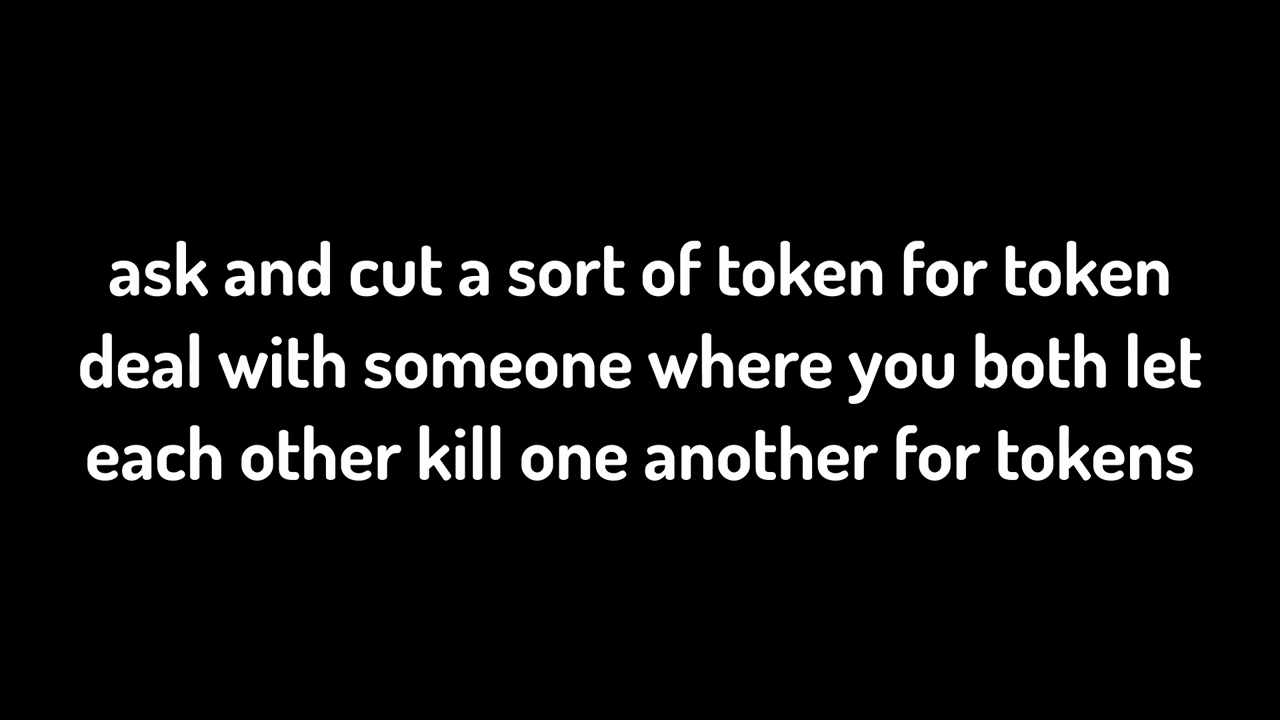 ask and cut a sort of token for token
deal with someone where you both let
each other kill one another for tokens